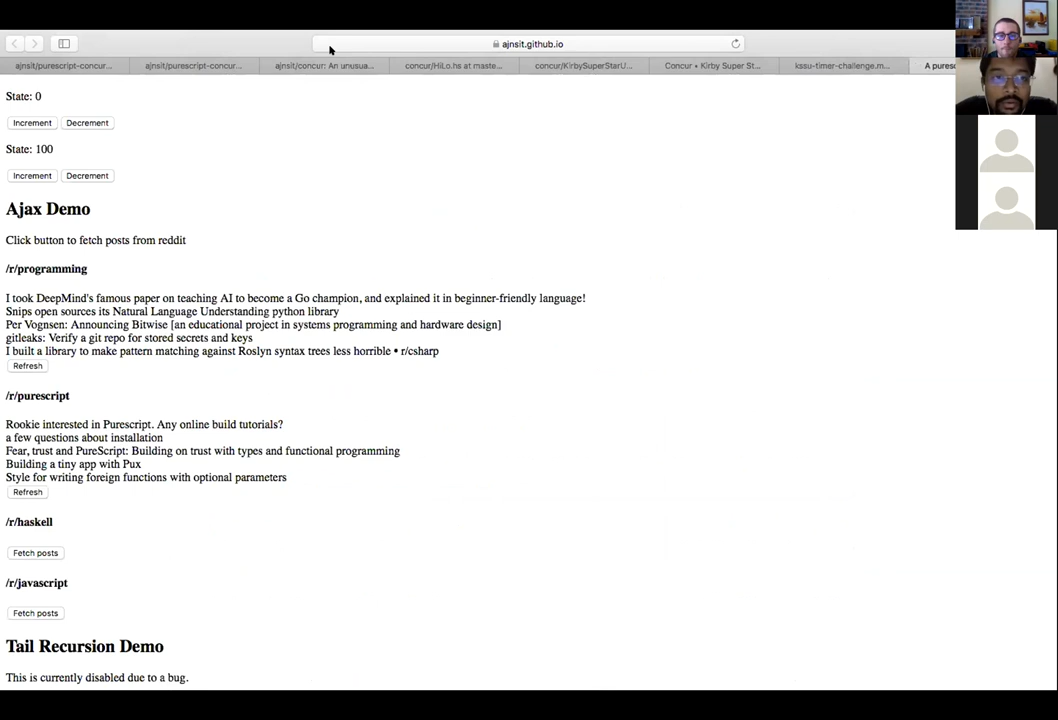 ajnsit.github.io
ajnsit/purescript-concur...
ajnsit/purescript-concur...
ajnsit/concur: An unusua...
concur/HiLo.hs at maste...
concur/KirbySuperStarU...
Concur • Kirby Super St...
kssu-timer-challenge.m...
A puresc
State: 0
Increment Decrement
State: 100
Increment Decrement
Ajax Demo
Click button to fetch posts from reddit
/r/programming
I took DeepMind's famous paper on teaching AI to become a Go champion, and explained it in beginner-friendly language!
Snips open sources its Natural Language Understanding python library
Per Vognsen: Announcing Bitwise [an educational project in systems programming and hardware design]
gitleaks: Verify a git repo for stored secrets and keys
I built a library to make pattern matching against Roslyn syntax trees less horrible • r/csharp
Refresh
/r/purescript
Rookie interested in Purescript. Any online build tutorials?
a few questions about installation
Fear, trust and PureScript: Building on trust with types and functional programming
Building a tiny app with Pux
Style for writing foreign functions with optional parameters
Refresh
/r/haskell
Fetch posts
/r/javascript
Fetch posts
Tail Recursion Demo
This is currently disabled due to a bug.